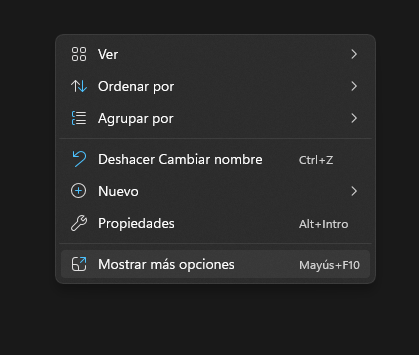 Ver
Ordenar por
Agrupar por
Deshacer Cambiar nombre Ctrl+Z
Nuevo
Propiedades Alt+Intro
Mostrar más opciones Mayús+F10